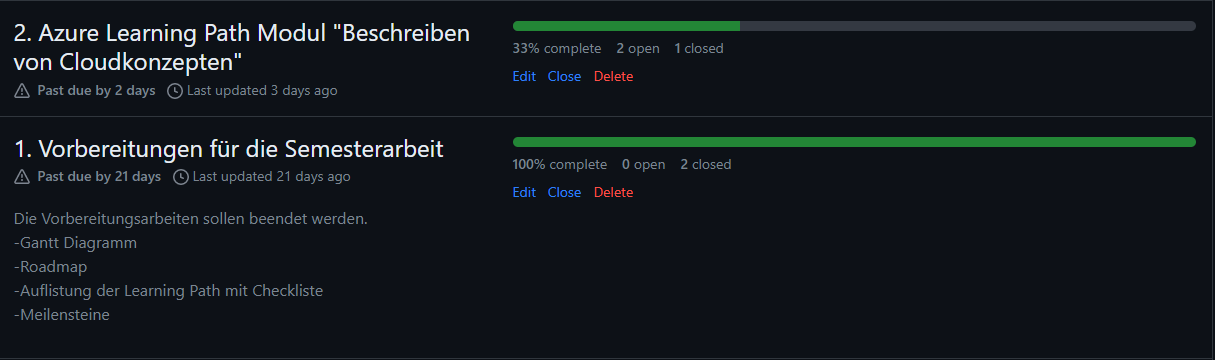 2. Azure Learning Path Modul "Beschreiben
von Cloudkonzepten"
Past due by 2 days Last updated 3 days ago
33% complete 2 open 1 closed
Edit Close Delete
1. Vorbereitungen für die Semesterarbeit
Past due by 21 days Last updated 21 days ago
Die Vorbereitungsarbeiten sollen beendet werden.
-Gantt Diagramm
-Roadmap
-Auflistung der Learning Path mit Checkliste
-Meilensteine
100% complete 0 open 2 closed
Edit Close Delete